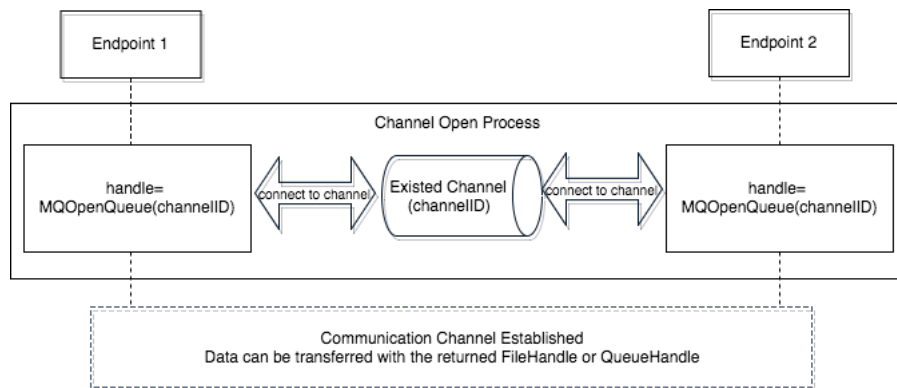 Endpoint 1
Endpoint 2
Channel Open Process
handle=
MQOpenQueue(channelID)
connect to channel
Existed Channel
(channelID)
connect to channel
handle=
MQOpenQueue(channelID)
Communication Channel Established
Data can be transferred with the returned FileHandle or QueueHandle